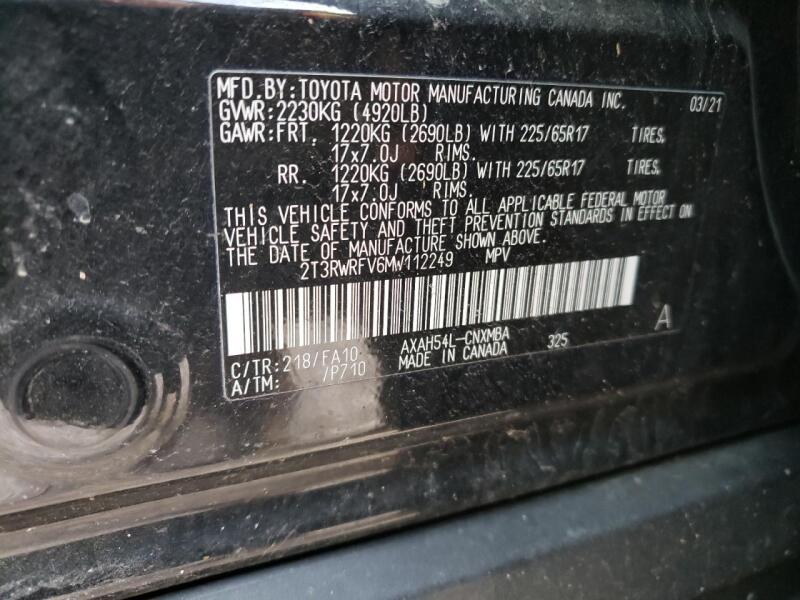 MFD.BY:TOYOTA MOTOR MANUFACTURING CANADA INC. 03/21
GVWR:2230KG (4920LB)
GAWR:FRT. 1220KG (2690LB) WITH 225/65R17 TIRES,
17x7.0J RIMS.
RR. 1220KG (2690LB) WITH 225/65R17 TIRES,
17x7.0J RIMS.
THIS VEHICLE CONFORMS TO ALL APPLICABLE FEDERAL MOTOR
VEHICLE SAFETY AND THEFT PREVENTION STANDARDS IN EFFECT ON
THE DATE OF MANUFACTURE SHOWN ABOVE.
2T3RWRFV6MW112249 MPV
A
C/TR:218/FA10 AXAH54L-CNXMBA 325
A/TM: /P710 MADE IN CANADA